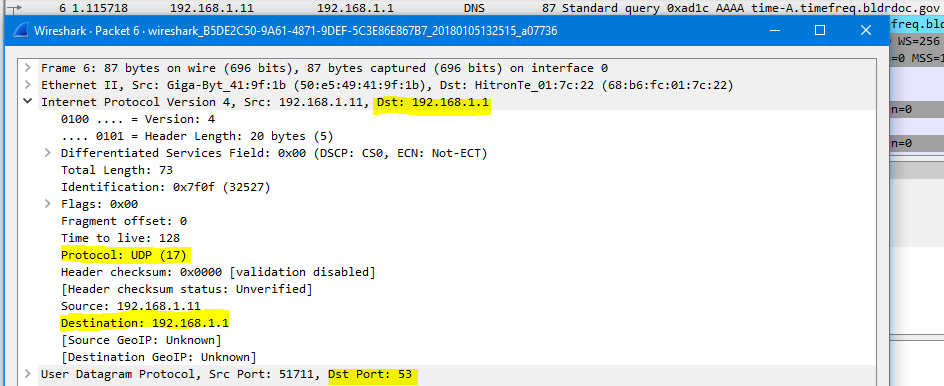 6 1.115718 192.168.1.11 192.168.1.1 DNS 87 Standard query 0xad1c AAAA time-A.timefreq.bldrdoc.gov
Wireshark · Packet 6 · wireshark_B5DE2C50-9A61-4871-9DEF-5C3E86E867B7_20180105132515_a07736
freq.bld
WS=256
=0 MSS=1
Frame 6: 87 bytes on wire (696 bits), 87 bytes captured (696 bits) on interface 0
Ethernet II, Src: Giga-Byt_41:9f:1b (50:e5:49:41:9f:1b), Dst: HitronTe_01:7c:22 (68:b6:fc:01:7c:22)
Internet Protocol Version 4, Src: 192.168.1.11, Dst: 192.168.1.1
n=0
0100 .... = Version: 4
.... 0101 = Header Length: 20 bytes (5)
n=0
Differentiated Services Field: 0x00 (DSCP: CS0, ECN: Not-ECT)
Total Length: 73
Identification: 0x7f0f (32527)
Flags: 0x00
Fragment offset: 0
Time to live: 128
Protocol: UDP (17)
Header checksum: 0x0000 [validation disabled]
[Header checksum status: Unverified]
Source: 192.168.1.11
Destination: 192.168.1.1
[Source GeoIP: Unknown]
[Destination GeoIP: Unknown]
User Datagram Protocol, Src Port: 51711, Dst Port: 53